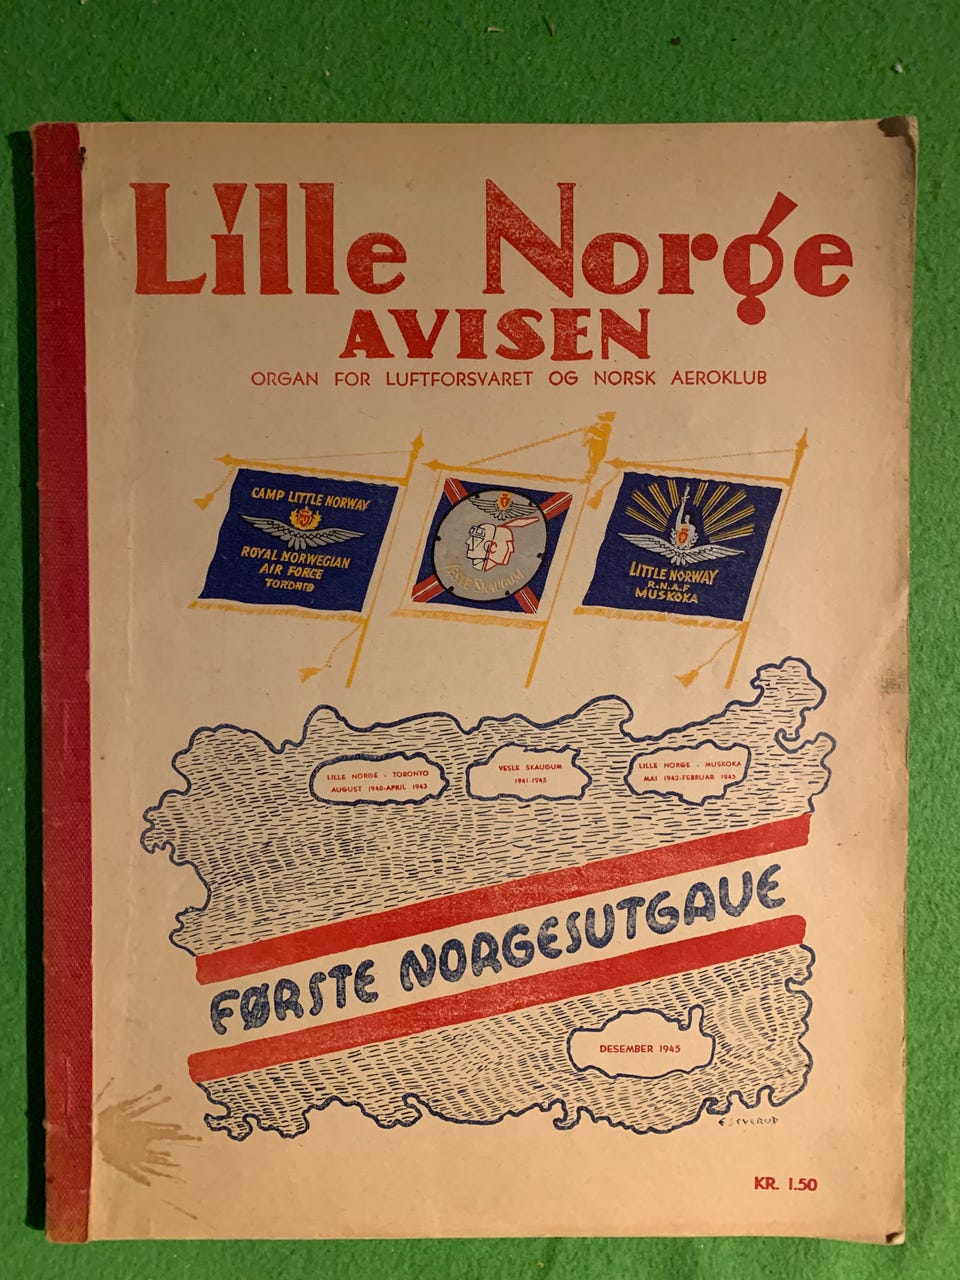 Lille Norge
AVISEN
ORGAN FOR LUFTFORSVARET OG NORSK AEROKLUB
CAMP LITTLE NORWAY
ROYAL NORWEGIAN
AIR FORCE
TORONTO
VESLE SKAUGUM
LITTLE NORWAY
R.N.A.F
MUSKOKA
LILLE NORGE - TORONTO
AUGUST 1940-APRIL 1943
VESLE SKAUGUM
1941-1945
LILLE NORGE - MUSKOKA
MAI 1942-FEBRUAR 1945
FØRSTE NORGESUTGAVE
DESEMBER 1945
KR. 1.50